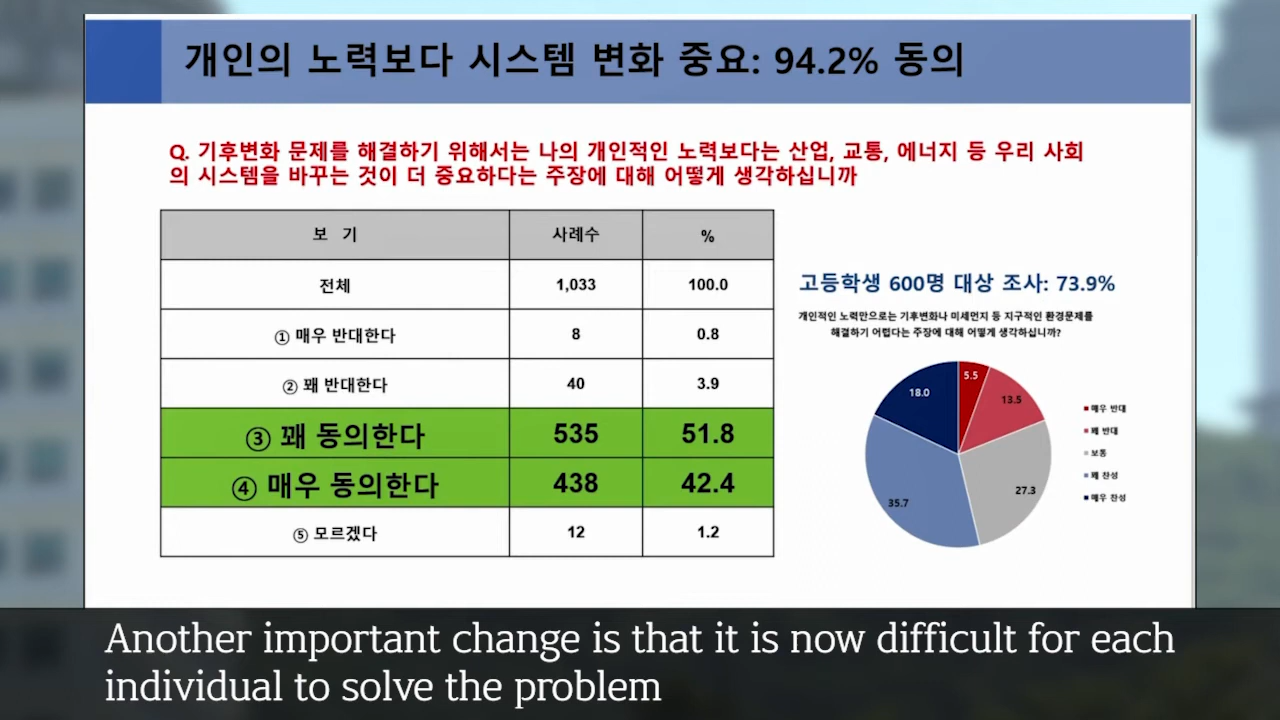 개인의 노력보다 시스템 변화 중요: 94.2% 동의
Q. 기후변화 문제를 해결하기 위해서는 나의 개인적인 노력보다는 산업, 교통, 에너지 등 우리 사회
의 시스템을 바꾸는 것이 더 중요하다는 주장에 대해 어떻게 생각하십니까
보 기 사례수 %
전체 1,033 100.0
① 매우 반대한다 8 0.8
② 꽤 반대한다 40 3.9
③ 꽤 동의한다 535 51.8
④ 매우 동의한다 438 42.4
⑤ 모르겠다 12 1.2
고등학생 600명 대상 조사: 73.9%
개인적인 노력만으로는 기후변화나 미세먼지 등 지구적인 환경문제를
해결하기 어렵다는 주장에 대해 어떻게 생각하십니까?
5.5
13.5
27.3
35.7
18.0
매우 반대
꽤 반대
보통
꽤 찬성
매우 찬성
Another important change is that it is now difficult for each
individual to solve the problem